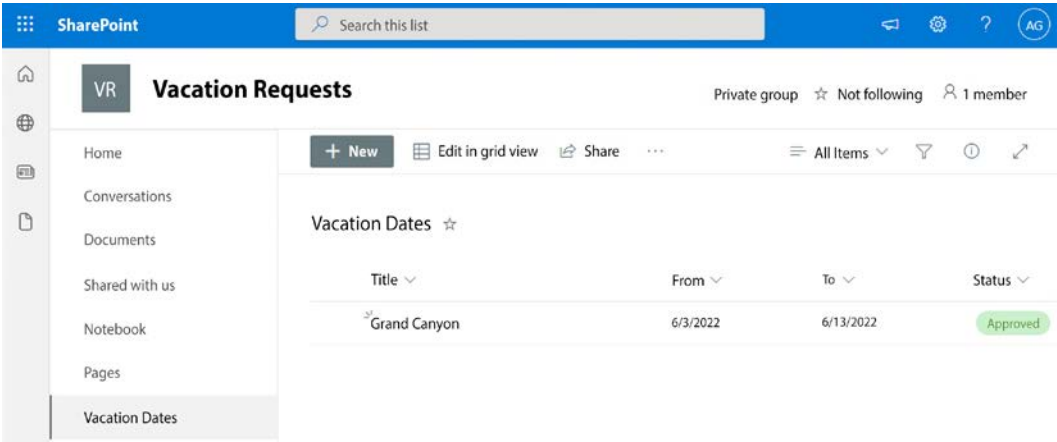 SharePoint Search this list ? AG
VR Vacation Requests Private group Not following 1 member
Home
Conversations
Documents
Shared with us
Notebook
Pages
Vacation Dates
+ New Edit in grid view Share ··· All Items
Vacation Dates
Title From To Status
Grand Canyon 6/3/2022 6/13/2022 Approved